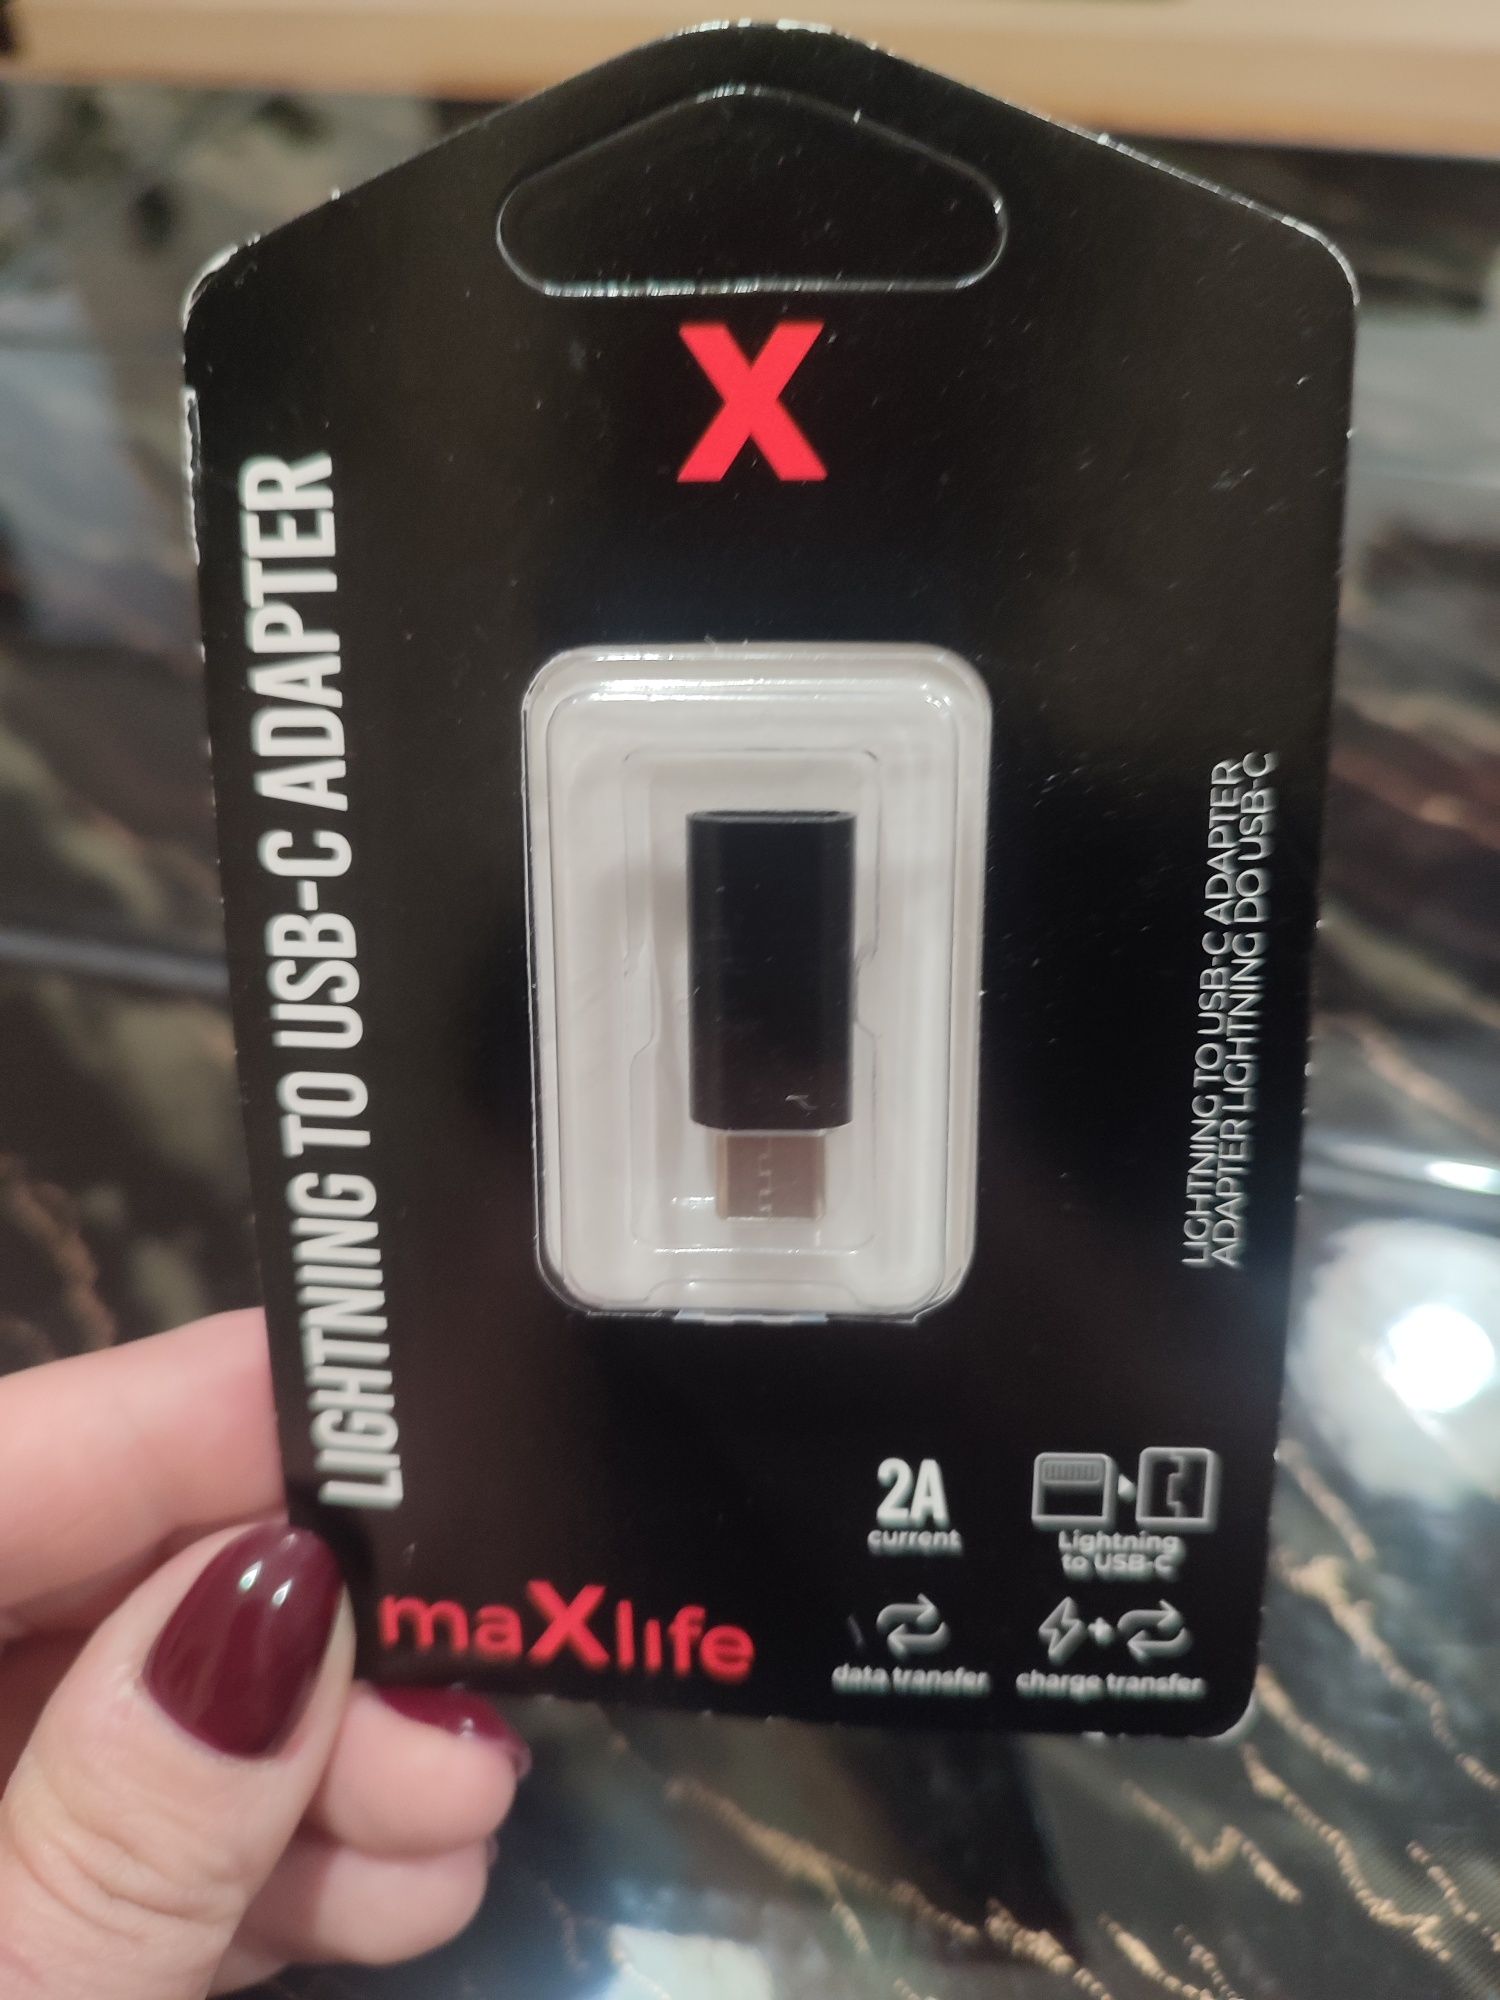 X
LIGHTNING TO USB-C ADAPTER
LIGHTNING TO USB-C ADAPTER
ADAPTER LIGHTNING DO USB-C
2A
current
Lightning
to USB-C
maXlife
data transfer
charge transfer